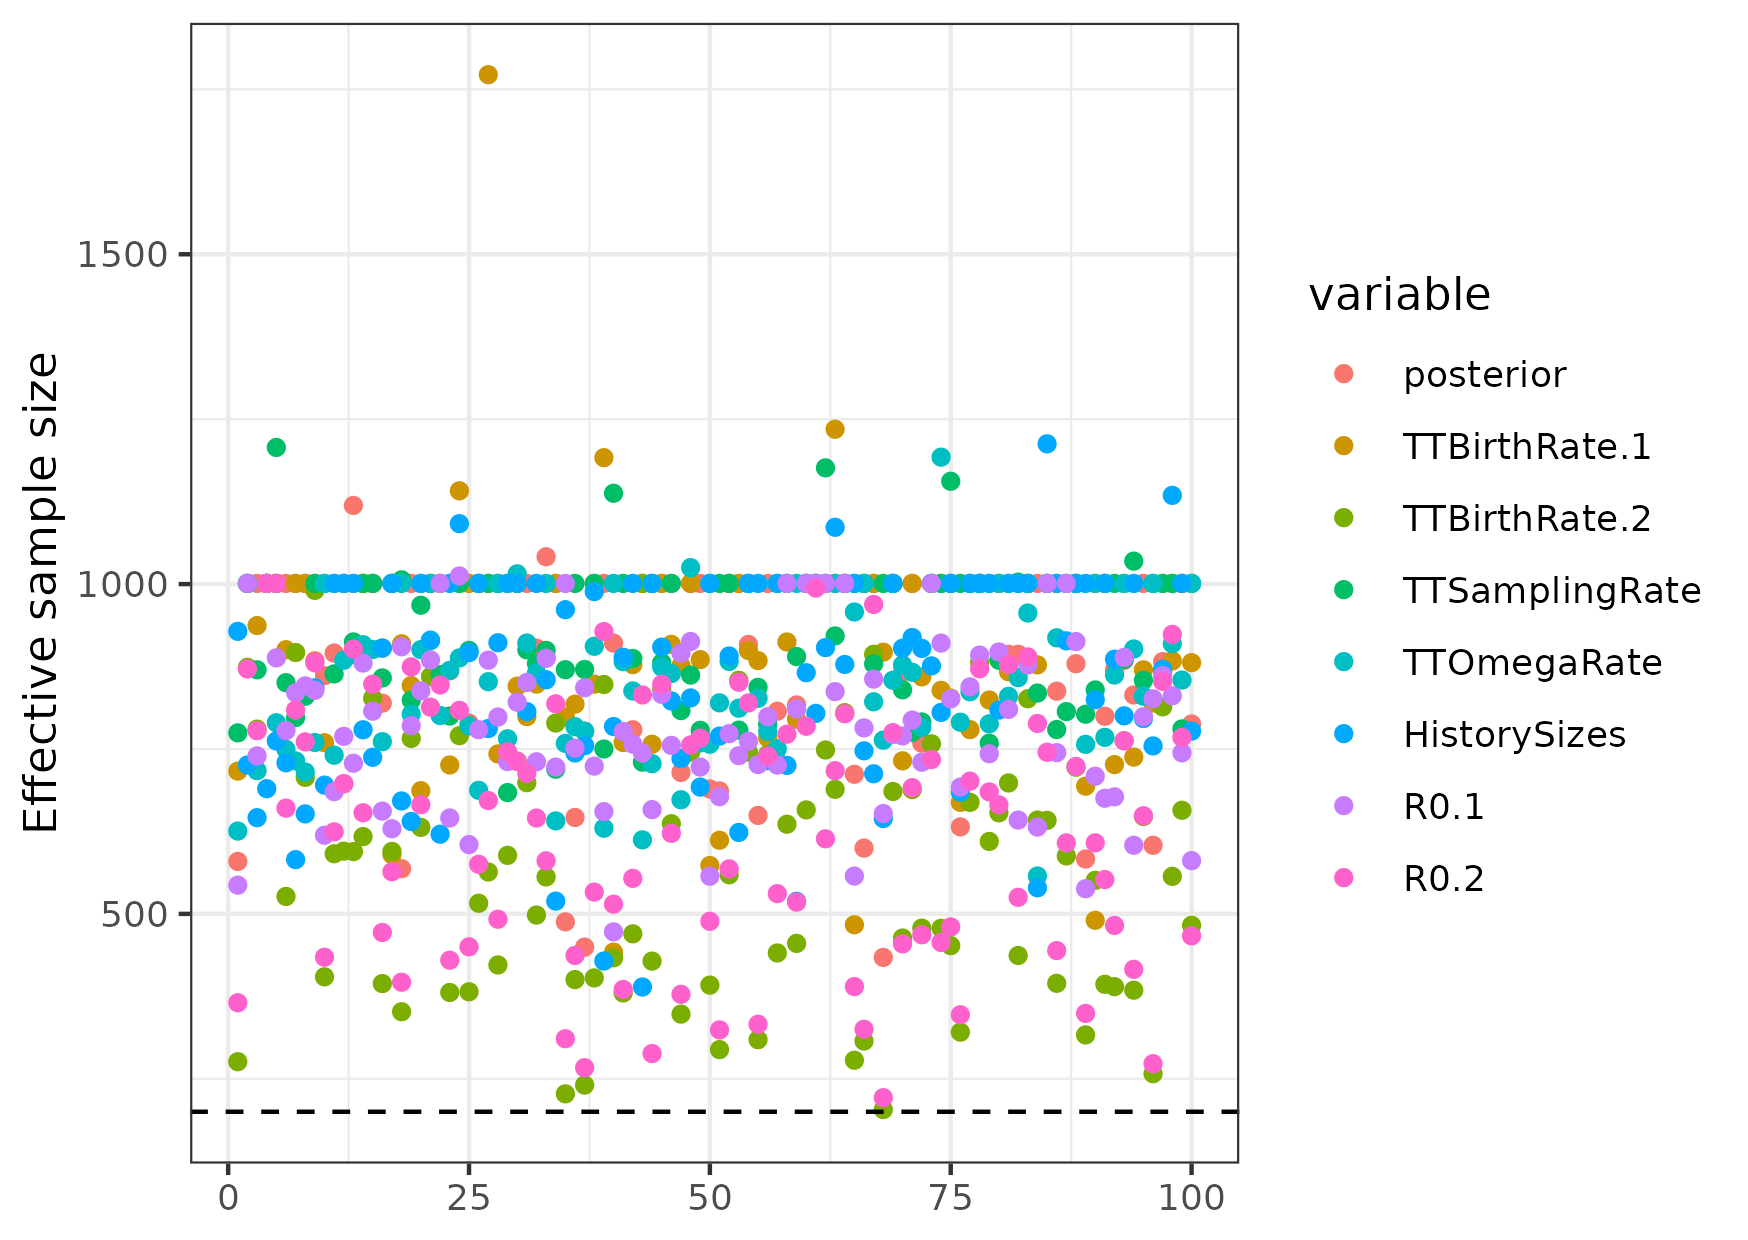 Effective sample size
1500
1000
500
0 25 50 75 100
variable
posterior
TTBirthRate.1
TTBirthRate.2
TTSamplingRate
TTOmegaRate
HistorySizes
R0.1
R0.2